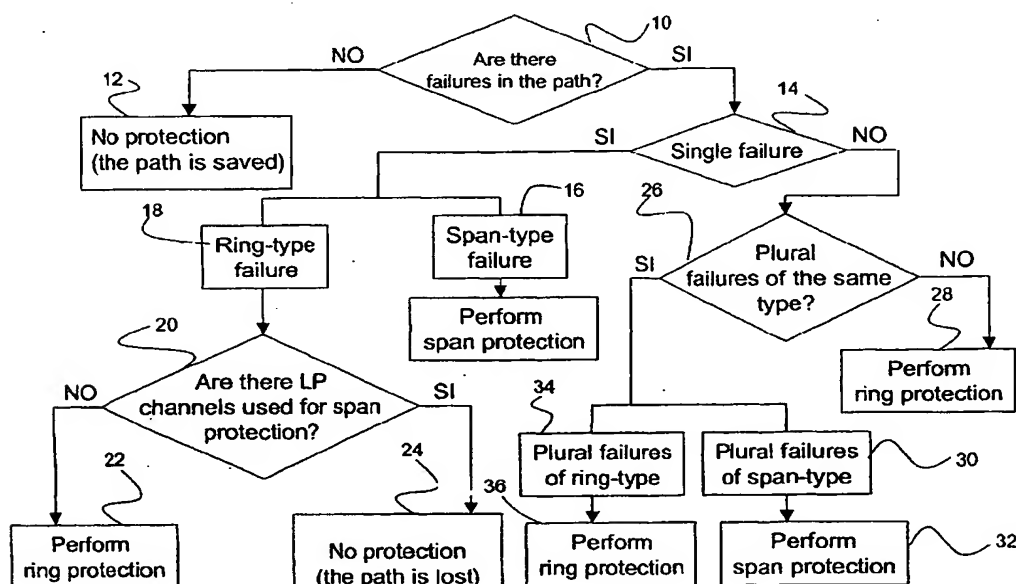 10
Are there
failures in the path?
NO
SI
12
No protection
(the path is saved)
14
Single failure
SI
NO
16
18
Ring-type
failure
Span-type
failure
Perform
span protection
26
Plural
failures of the same
type?
SI
NO
28
Perform
ring protection
20
Are there LP
channels used for span
protection?
NO
SI
22
Perform
ring protection
24
No protection
(the path is lost)
34
Plural failures
of ring-type
Plural failures
of span-type
30
36
Perform
ring protection
Perform
span protection
32